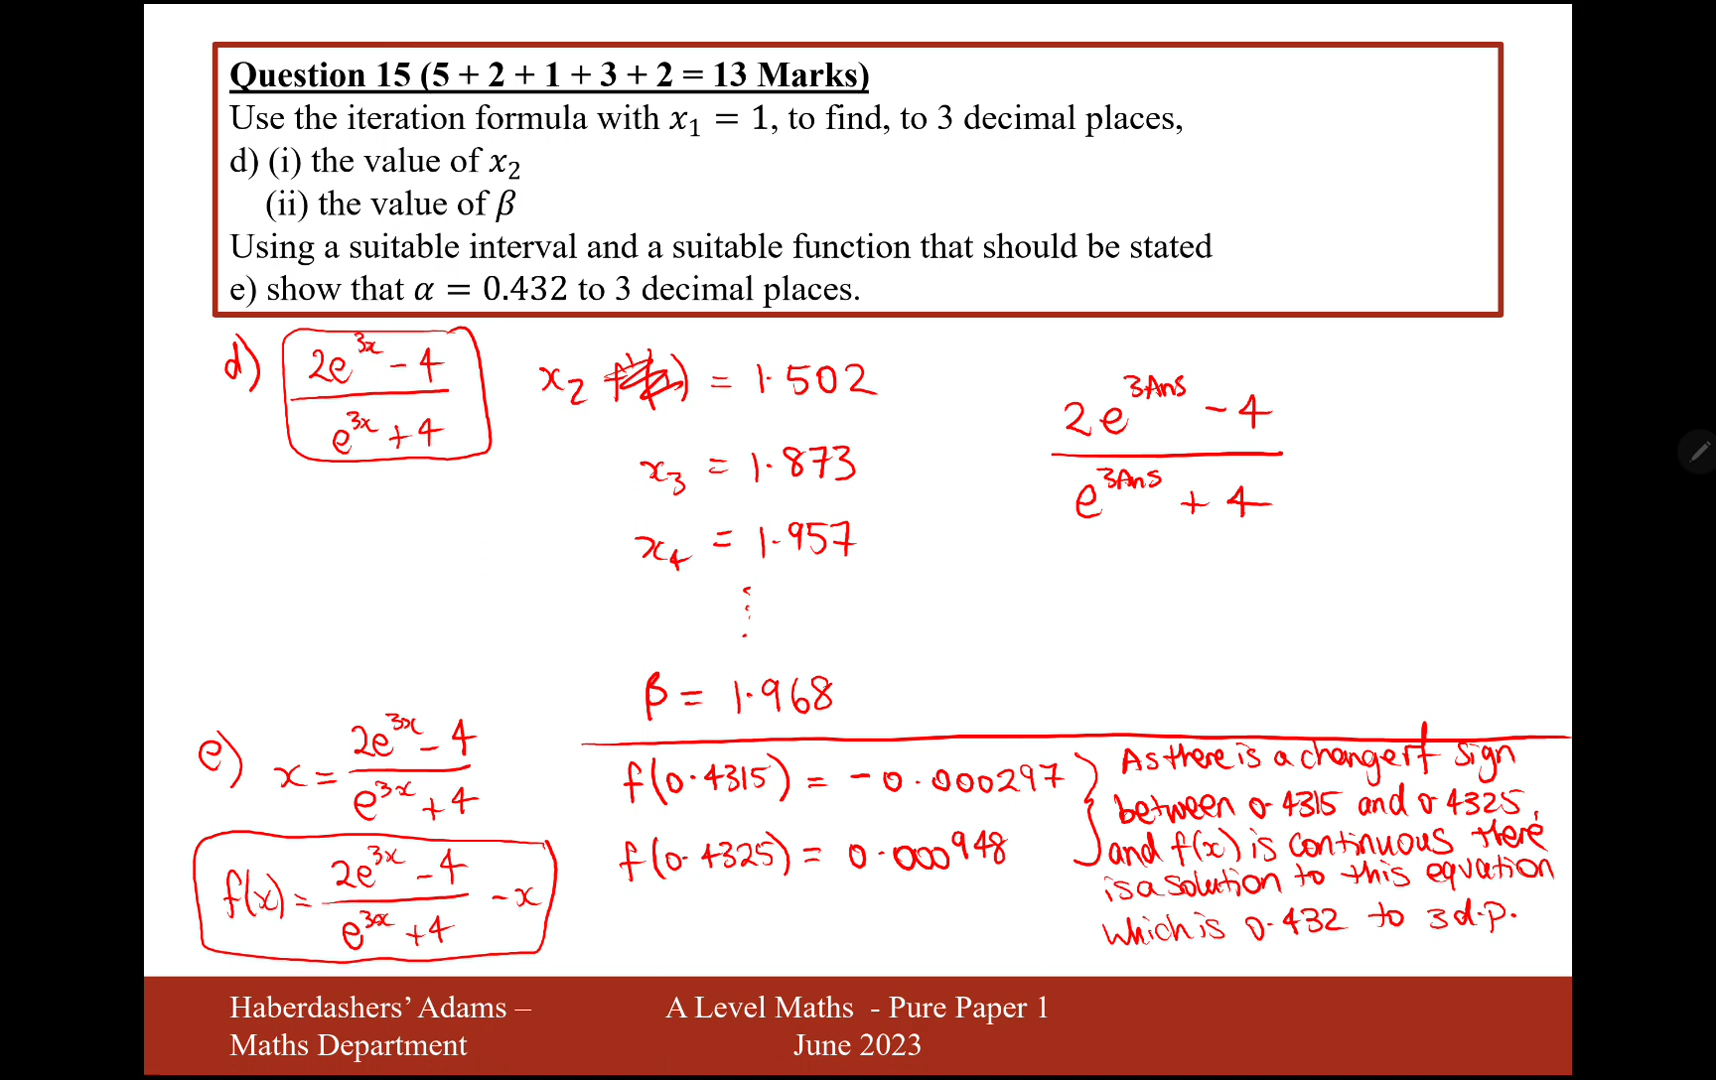 Question 15 (5 + 2 + 1 + 3 + 2 = 13 Marks)
Use the iteration formula with x₁ = 1, to find, to 3 decimal places,
d) (i) the value of x₂
(ii) the value of β
Using a suitable interval and a suitable function that should be stated
e) show that α = 0.432 to 3 decimal places.
d) (2e^{3x} - 4)/(e^{3x} + 4)
x₂ = 1.502
x₃ = 1.873
x₄ = 1.957
⋮
β = 1.968
(2e^{3Ans} - 4)/(e^{3Ans} + 4)
e) x = (2e^{3x} - 4)/(e^{3x} + 4)
f(x) = (2e^{3x} - 4)/(e^{3x} + 4) - x
f(0.4315) = -0.000297
f(0.4325) = 0.000948
As there is a change of sign
between 0.4315 and 0.4325,
and f(x) is continuous there
is a solution to this equation
which is 0.432 to 3d.p.
Haberdashers’ Adams –
Maths Department
A Level Maths - Pure Paper 1
June 2023